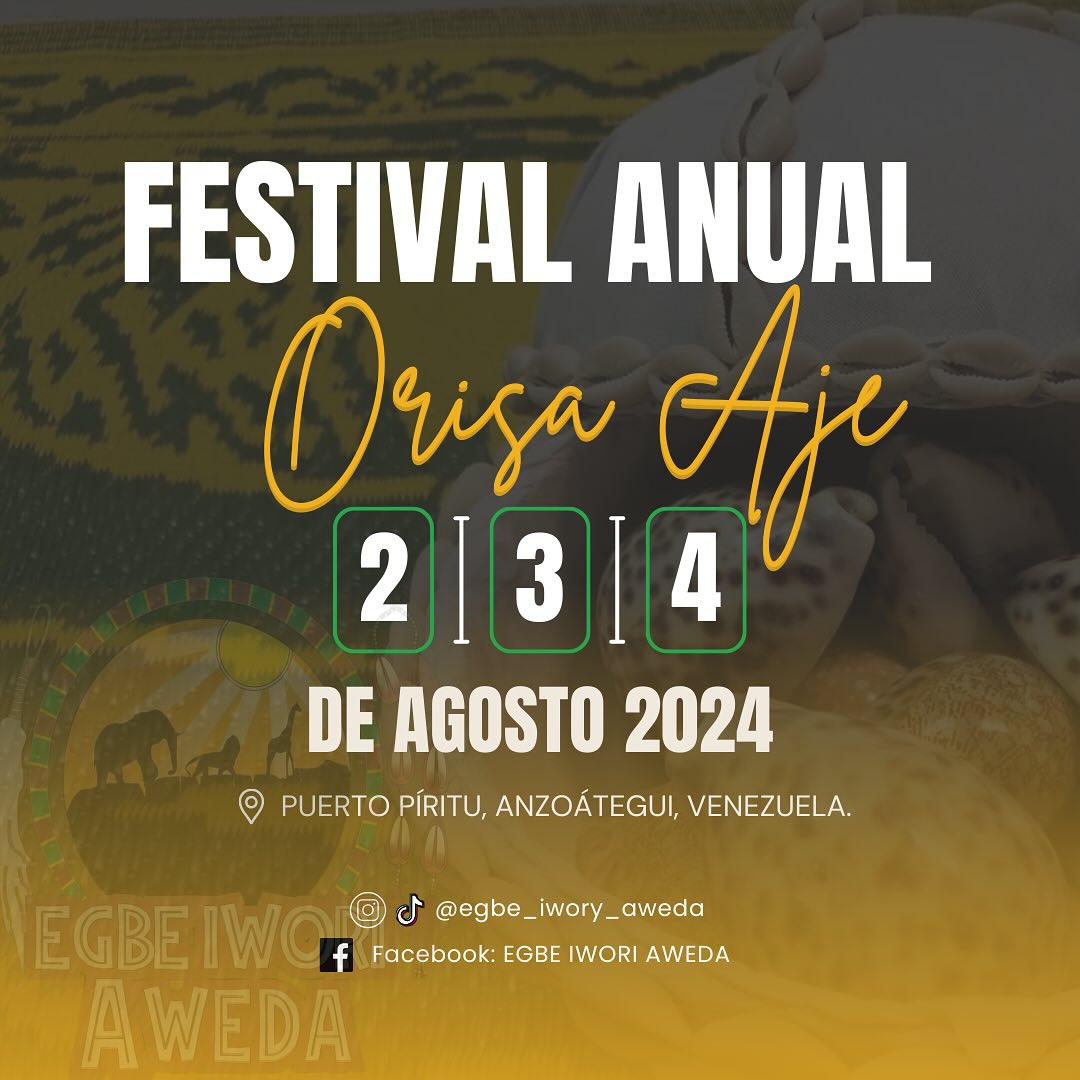 FESTIVAL ANUAL
Orisa Aje
2 | 3 | 4
DE AGOSTO 2024
PUERTO PÍRITU, ANZOÁTEGUI, VENEZUELA.
@egbe_iwory_aweda
Facebook: EGBE IWORI AWEDA
EGBE IWORI
AWEDA